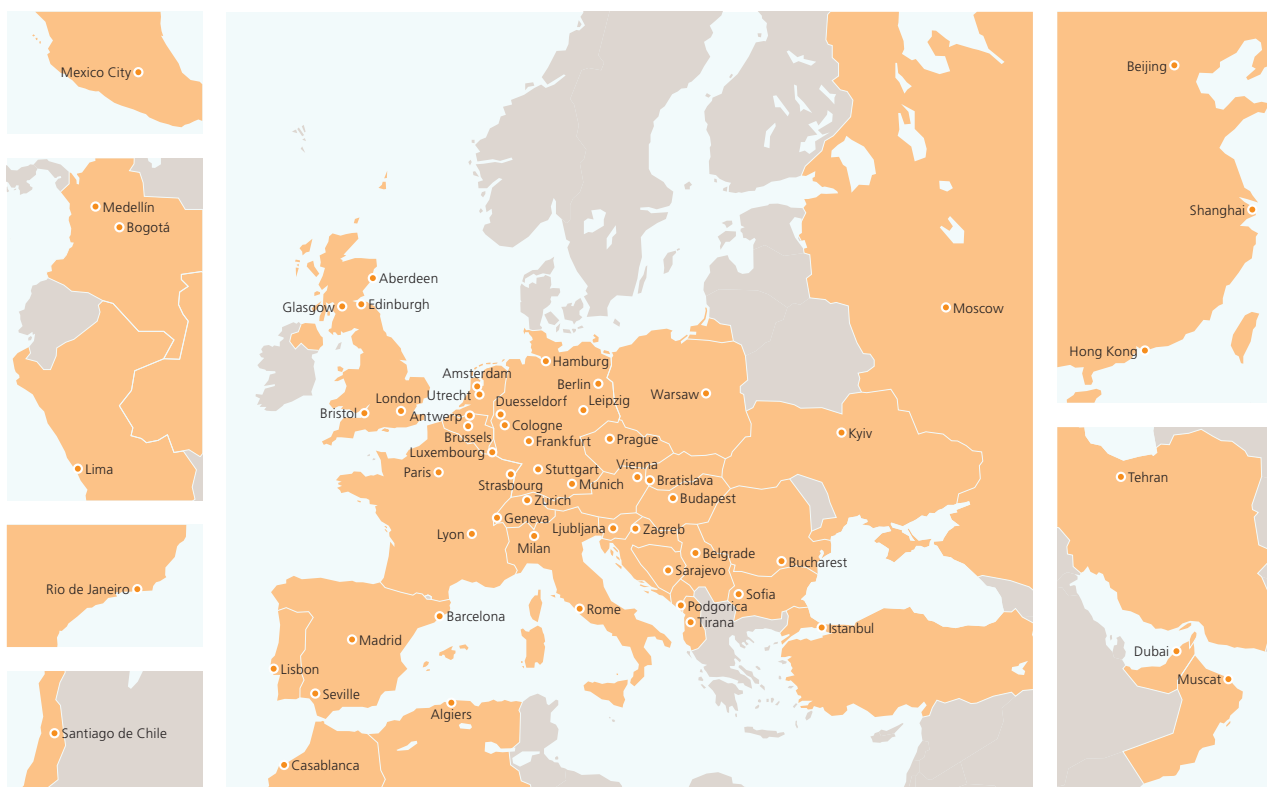 Mexico City
Medellín
Bogotá
Lima
Rio de Janeiro
Santiago de Chile
Aberdeen
Glasgow
Edinburgh
Moscow
Hamburg
Amsterdam
Berlin
Utrecht
Warsaw
London
Duesseldorf
Leipzig
Bristol
Antwerp
Cologne
Kyiv
Brussels
Frankfurt
Prague
Luxembourg
Paris
Stuttgart
Vienna
Strasbourg
Munich
Bratislava
Zurich
Budapest
Geneva
Ljubljana
Zagreb
Lyon
Milan
Belgrade
Bucharest
Sarajevo
Sofia
Podgorica
Rome
Barcelona
Tirana
Istanbul
Madrid
Lisbon
Seville
Algiers
Casablanca
Beijing
Shanghai
Hong Kong
Tehran
Dubai
Muscat